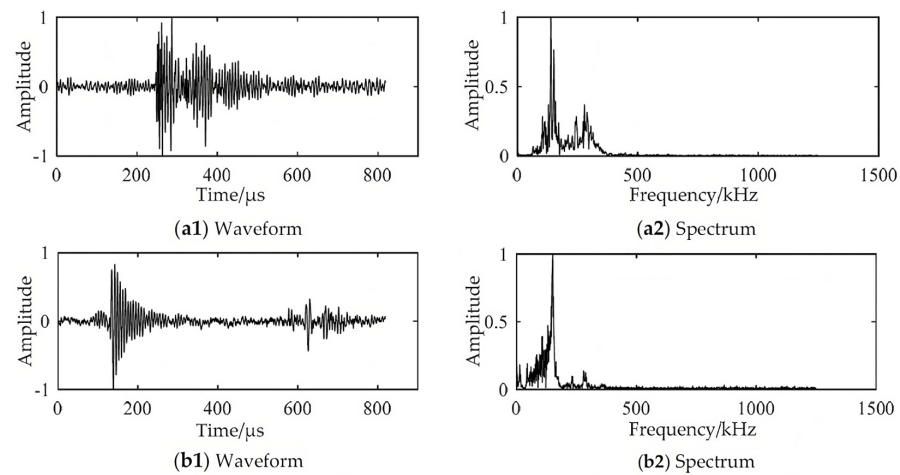 1
0
-1
Amplitude
0 200 400 600 800
Time/µs
(a1) Waveform
1
0.5
0
Amplitude
0 500 1000 1500
Frequency/kHz
(a2) Spectrum
1
0
-1
Amplitude
0 200 400 600 800
Time/µs
(b1) Waveform
1
0.5
0
Amplitude
0 500 1000 1500
Frequency/kHz
(b2) Spectrum